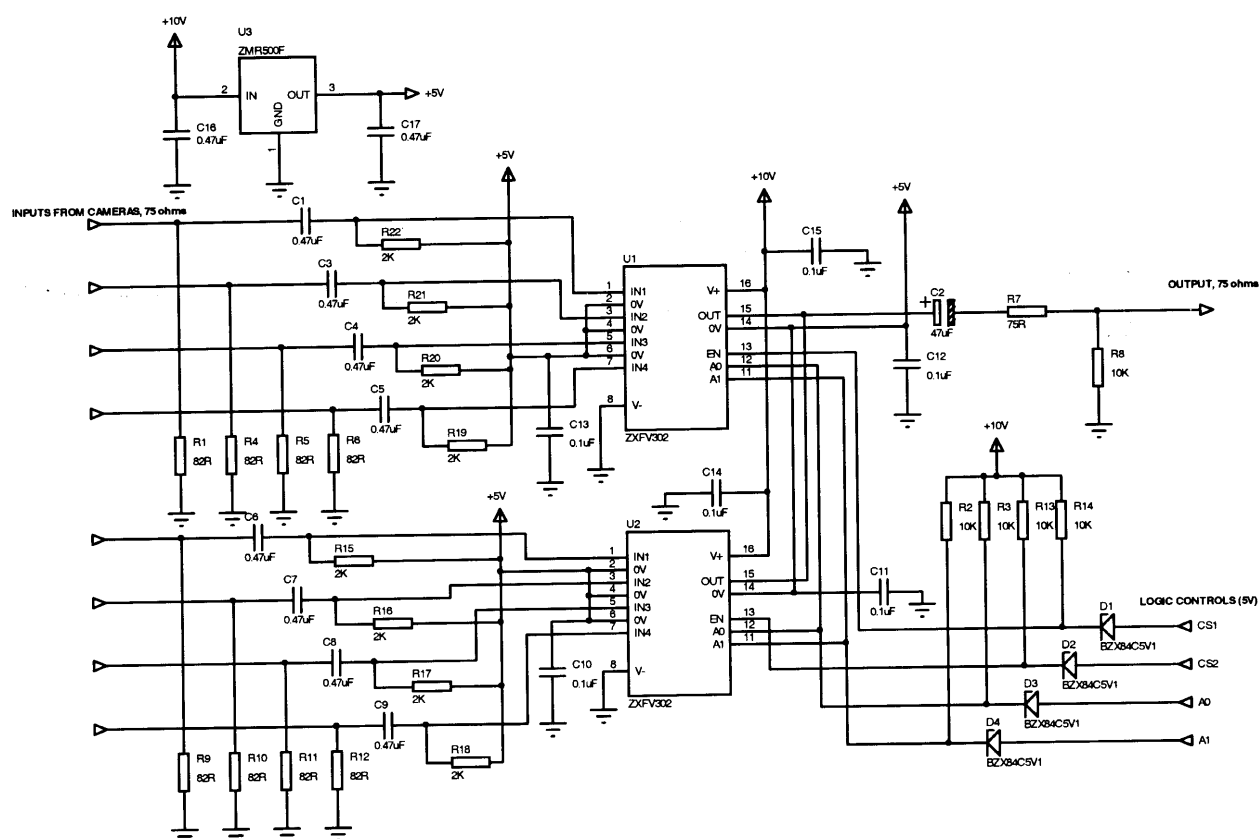 +10V
U3
ZMR500F
2
IN
OUT
3
+5V
GND
1
C16
0.47uF
C17
0.47uF
+5V
+10V
+5V
INPUTS FROM CAMERAS, 75 ohms
C1
0.47uF
R22
2K
C3
0.47uF
R21
2K
C4
0.47uF
R20
2K
C5
0.47uF
R19
2K
R1
82R
R4
82R
R5
82R
R6
82R
C13
0.1uF
U1
1 IN1
2 0V
3 IN2
4 0V
5 IN3
6 0V
7 IN4
8 V-
V+ 16
OUT 15
0V 14
EN 13
A0 12
A1 11
ZXFV302
C15
0.1uF
C2
+
47uF
R7
75R
OUTPUT, 75 ohms
R8
10K
C12
0.1uF
C14
0.1uF
+10V
R2
10K
R3
10K
R13
10K
R14
10K
+5V
C6
0.47uF
R15
2K
C7
0.47uF
R16
2K
C8
0.47uF
R17
2K
C9
0.47uF
R18
2K
R9
82R
R10
82R
R11
82R
R12
82R
C10
0.1uF
U2
1 IN1
2 0V
3 IN2
4 0V
5 IN3
6 0V
7 IN4
8 V-
V+ 16
OUT 15
0V 14
EN 13
A0 12
A1 11
ZXFV302
C11
0.1uF
LOGIC CONTROLS (5V)
D1
BZX84C5V1
CS1
D2
BZX84C5V1
CS2
D3
BZX84C5V1
A0
D4
BZX84C5V1
A1